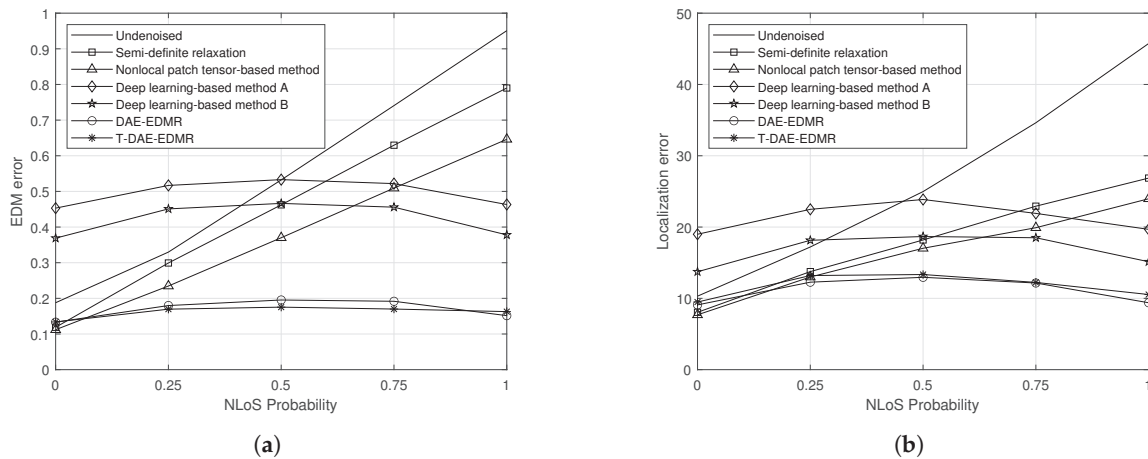 1
0.9
0.8
0.7
0.6
0.5
0.4
0.3
0.2
0.1
0
EDM error
Undenoised
Semi-definite relaxation
Nonlocal patch tensor-based method
Deep learning-based method A
Deep learning-based method B
DAE-EDMR
T-DAE-EDMR
0 0.25 0.5 0.75 1
NLoS Probability
(a)
50
40
30
20
10
0
Localization error
Undenoised
Semi-definite relaxation
Nonlocal patch tensor-based method
Deep learning-based method A
Deep learning-based method B
DAE-EDMR
T-DAE-EDMR
0 0.25 0.5 0.75 1
NLoS Probability
(b)